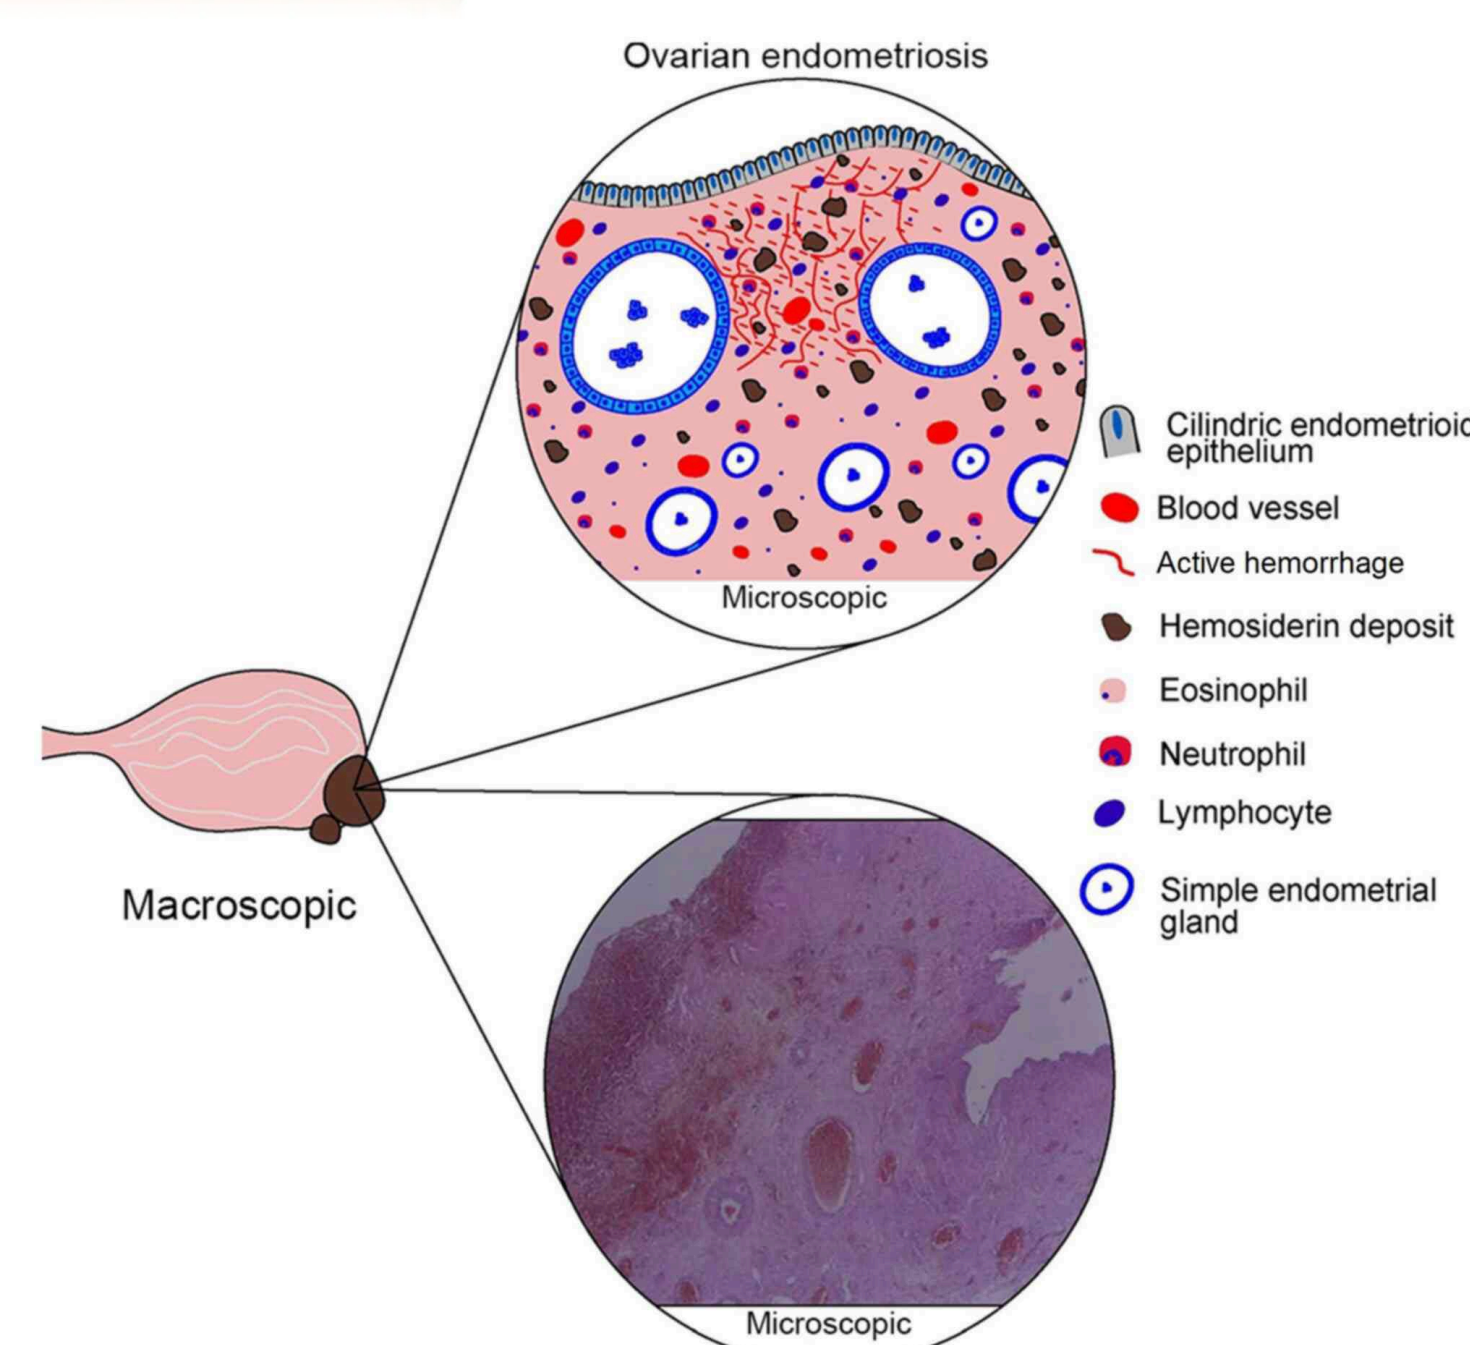 Ovarian endometriosis
Microscopic
Cilindric endometrioid
epithelium
Blood vessel
Active hemorrhage
Hemosiderin deposit
Eosinophil
Neutrophil
Lymphocyte
Simple endometrial
gland
Macroscopic
Microscopic